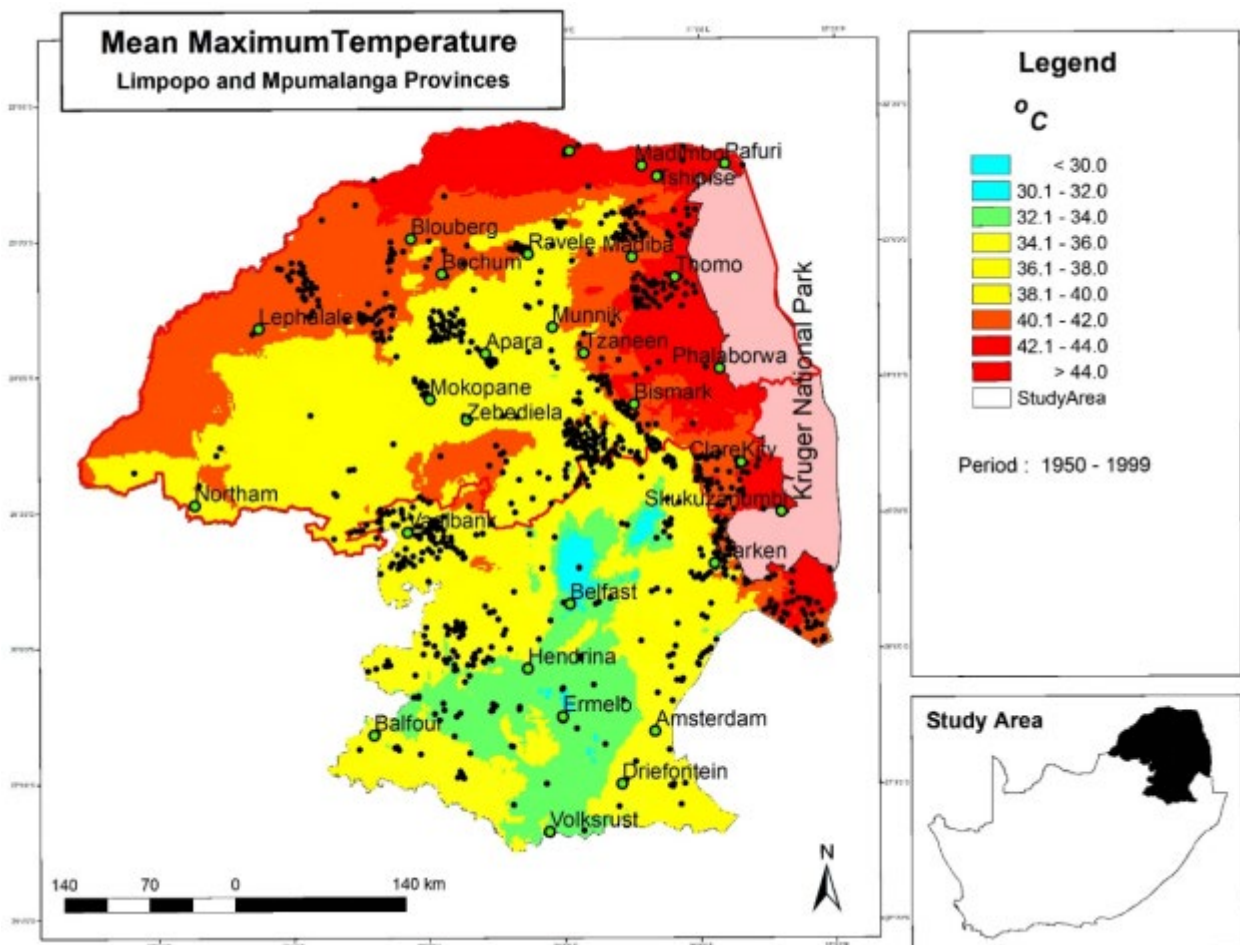 Mean MaximumTemperature
Limpopo and Mpumalanga Provinces
Madimbo
Pafuri
Tshipise
Blouberg
Ravele
Madiba
Bochum
Thomo
Lephalale
Munnik
Apara
Tzaneen
Phalaborwa
Mokopane
Bismark
Zebediela
Kruger National Park
Northam
Vaalbank
Belfast
Hendrina
Ermelo
Amsterdam
Balfour
Driefontein
Volksrust
140 70 0 140 km
N
Legend
°C
< 30.0
30.1 - 32.0
32.1 - 34.0
34.1 - 36.0
36.1 - 38.0
38.1 - 40.0
40.1 - 42.0
42.1 - 44.0
> 44.0
StudyArea
Period : 1950 - 1999
Study Area